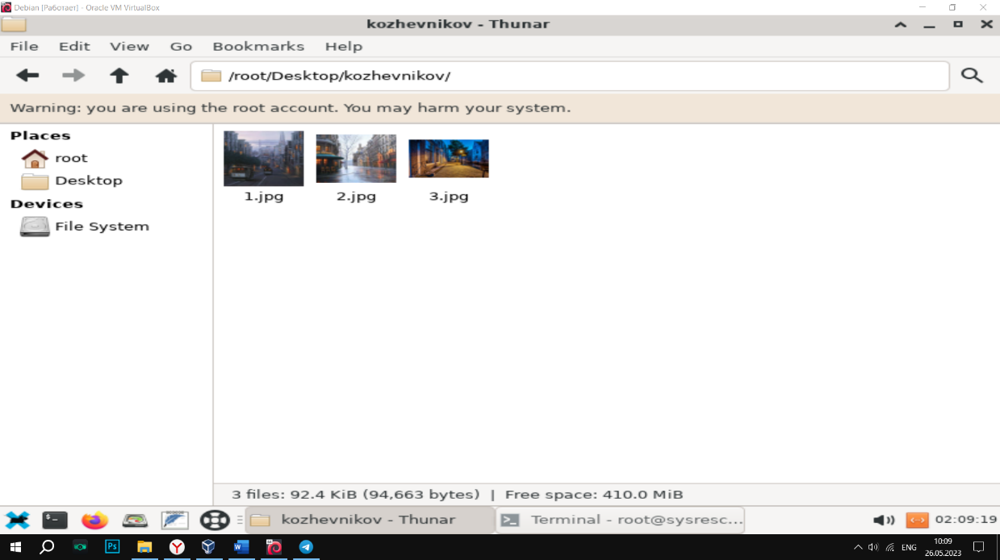 Debian [Работает] - Oracle VM VirtualBox
kozhevnikov - Thunar
File Edit View Go Bookmarks Help
/root/Desktop/kozhevnikov/
Warning: you are using the root account. You may harm your system.
Places
root
Desktop
Devices
File System
1.jpg 2.jpg 3.jpg
3 files: 92.4 KiB (94,663 bytes) | Free space: 410.0 MiB
kozhevnikov - Thunar
Terminal - root@sysresc...
02:09:19
Ps
ENG
10:09
26.05.2023